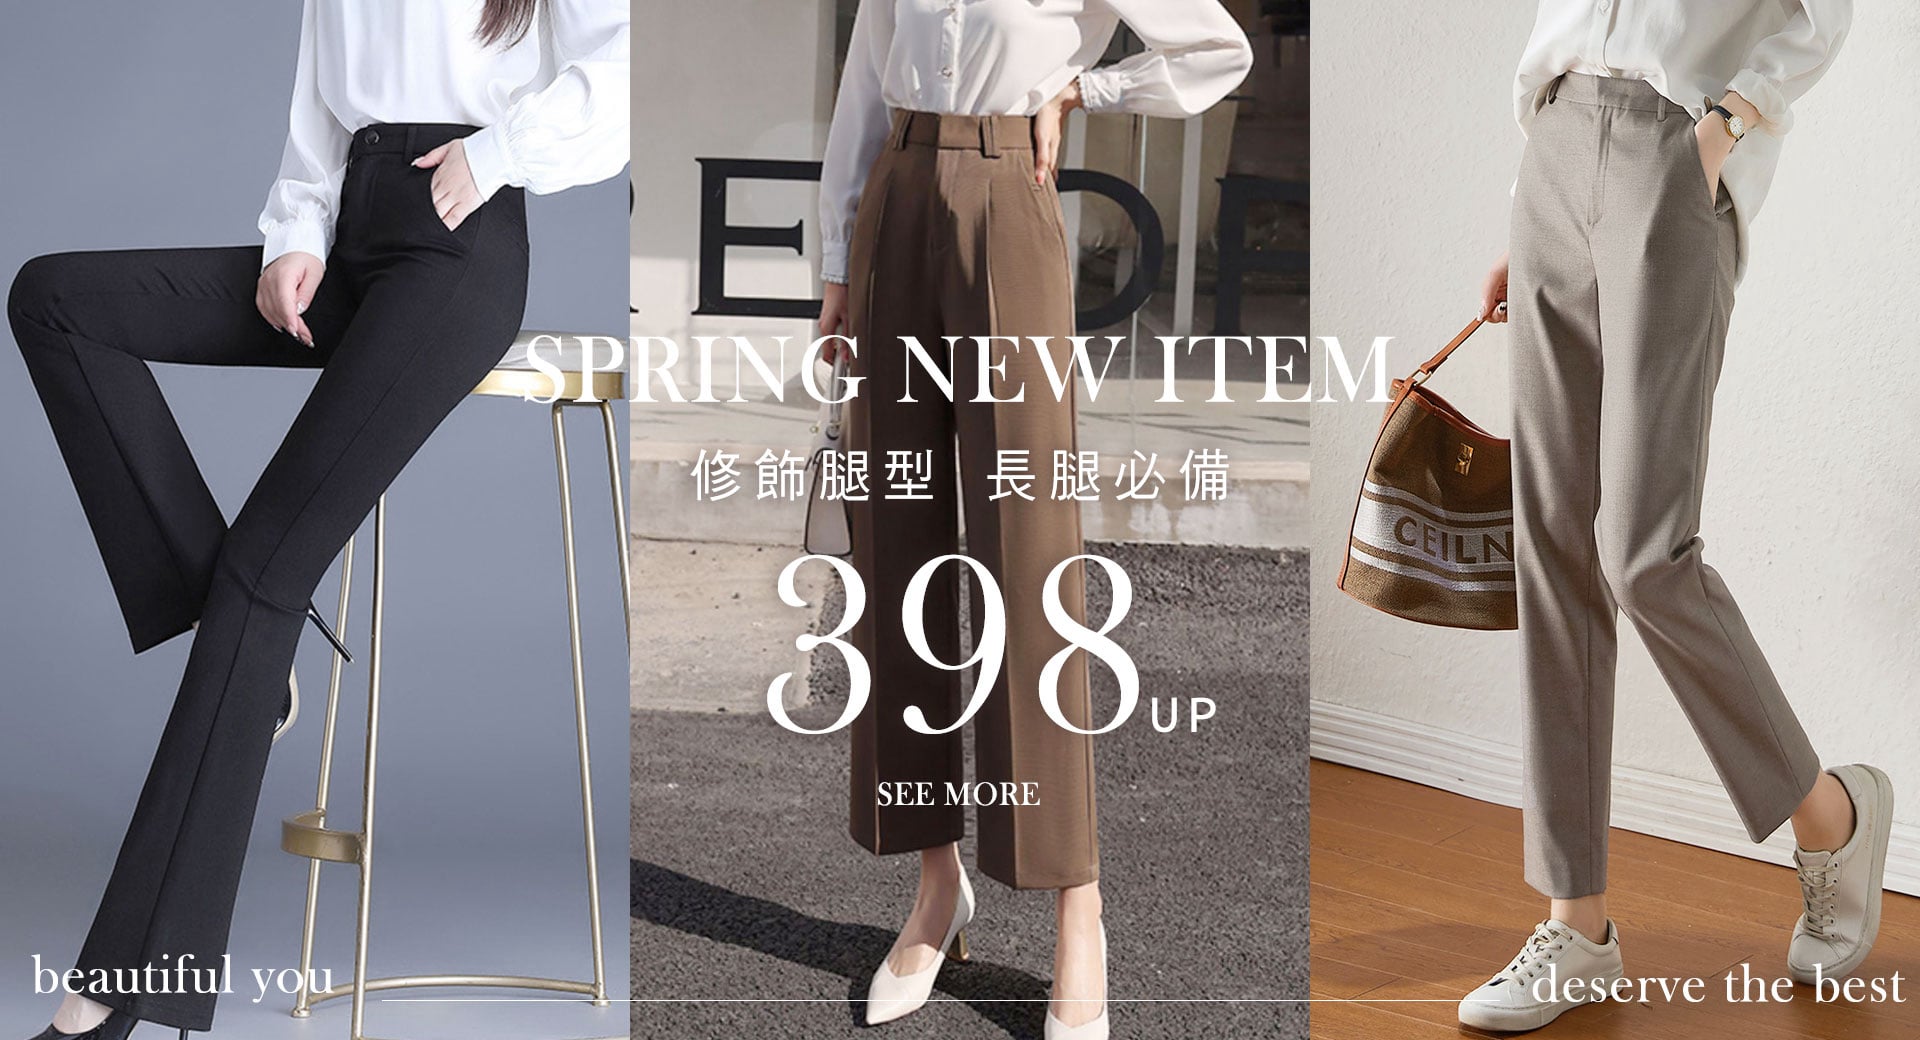 SPRING NEW ITEM
修飾腿型 長腿必備
398UP
SEE MORE
CEILN
beautiful you
deserve the best